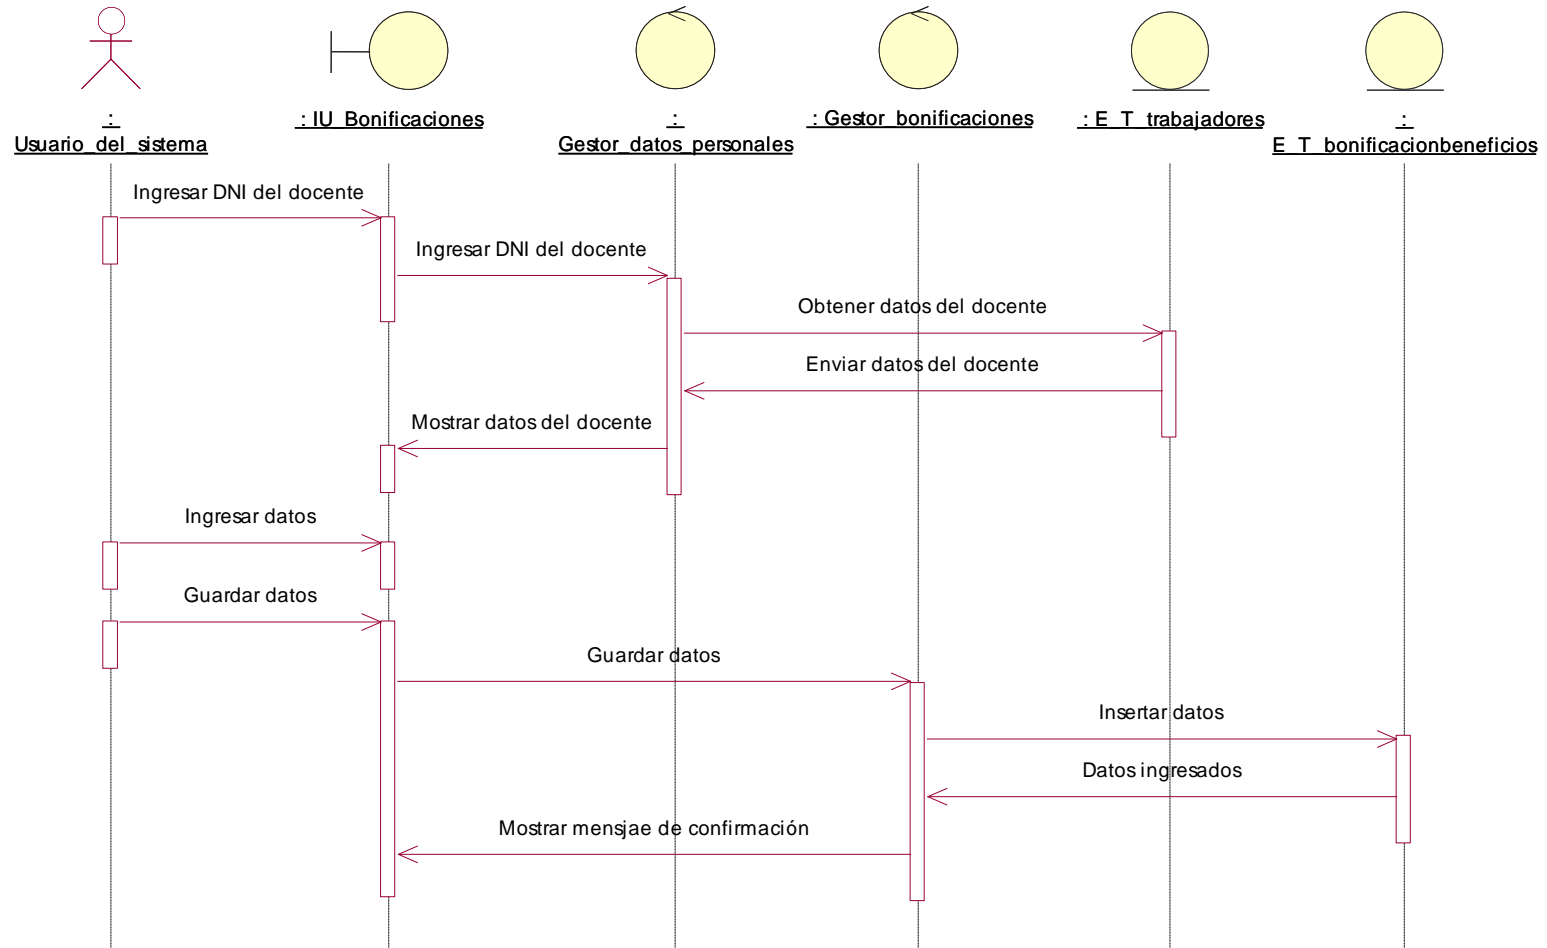 :
Usuario_del_sistema
: IU_Bonificaciones
:
Gestor_datos_personales
: Gestor_bonificaciones
: E_T_trabajadores
:
E_T_bonificacionbeneficios
Ingresar DNI del docente
Ingresar DNI del docente
Obtener datos del docente
Enviar datos del docente
Mostrar datos del docente
Ingresar datos
Guardar datos
Guardar datos
Insertar datos
Datos ingresados
Mostrar mensjae de confirmación